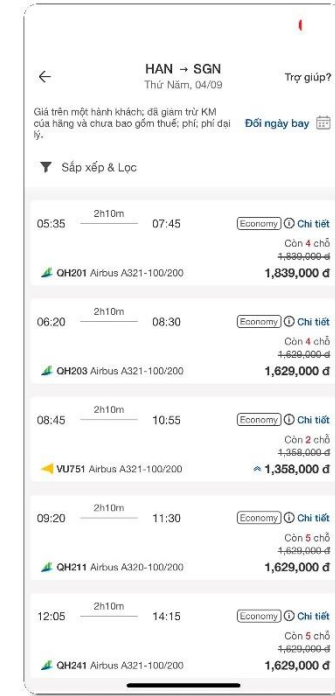 HAN → SGN
Thứ Năm, 04/09
Trợ giúp?
Giá trên một hành khách; đã giảm trừ KM
của hãng và chưa bao gồm thuế; phí; phí đại
lý.
Đổi ngày bay
Sắp xếp & Lọc
05:35 2h10m 07:45
Economy Chi tiết
Còn 4 chỗ
1,839,000 đ
QH201 Airbus A321-100/200 1,839,000 đ
06:20 2h10m 08:30
Economy Chi tiết
Còn 4 chỗ
1,629,000 đ
QH203 Airbus A321-100/200 1,629,000 đ
08:45 2h10m 10:55
Economy Chi tiết
Còn 2 chỗ
1,358,000 đ
VU751 Airbus A321-100/200 1,358,000 đ
09:20 2h10m 11:30
Economy Chi tiết
Còn 5 chỗ
1,629,000 đ
QH211 Airbus A320-100/200 1,629,000 đ
12:05 2h10m 14:15
Economy Chi tiết
Còn 5 chỗ
1,629,000 đ
QH241 Airbus A321-100/200 1,629,000 đ